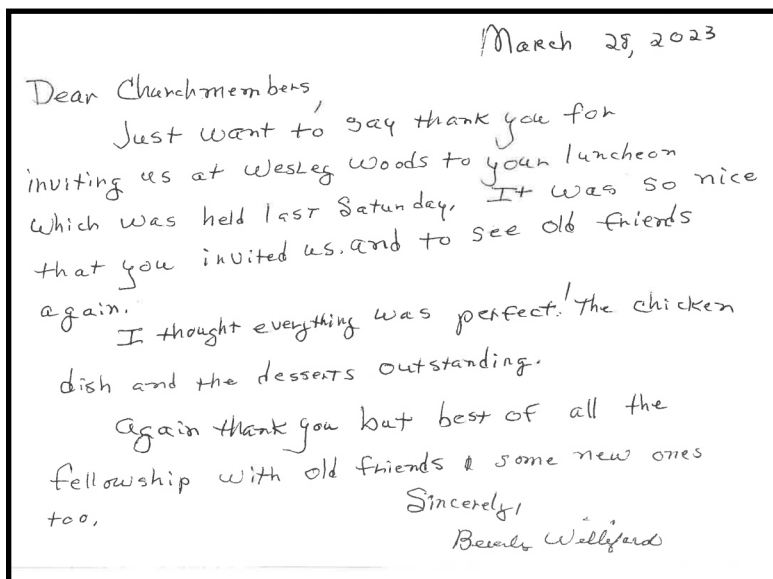 March 28, 2023
Dear Churchmembers,
Just want to say thank you for
inviting us at Wesley Woods to your luncheon
which was held last Saturday. It was so nice
that you invited us. and to see old friends
again.
I thought everything was perfect! The chicken
dish and the desserts outstanding.
Again thank you but best of all the
fellowship with old friends & some new ones
too.
Sincerely,
Beverly Williford